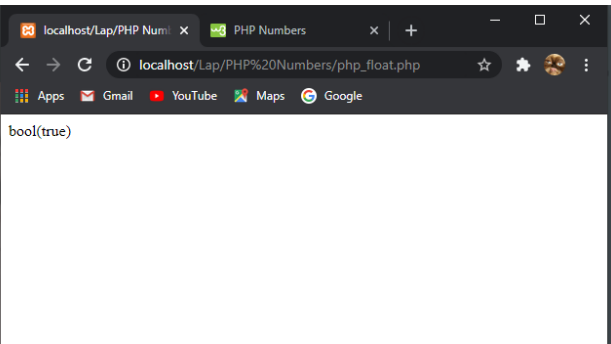 localhost/Lap/PHP Num
PHP Numbers
localhost/Lap/PHP%20Numbers/php_float.php
Apps
Gmail
YouTube
Maps
Google
bool(true)